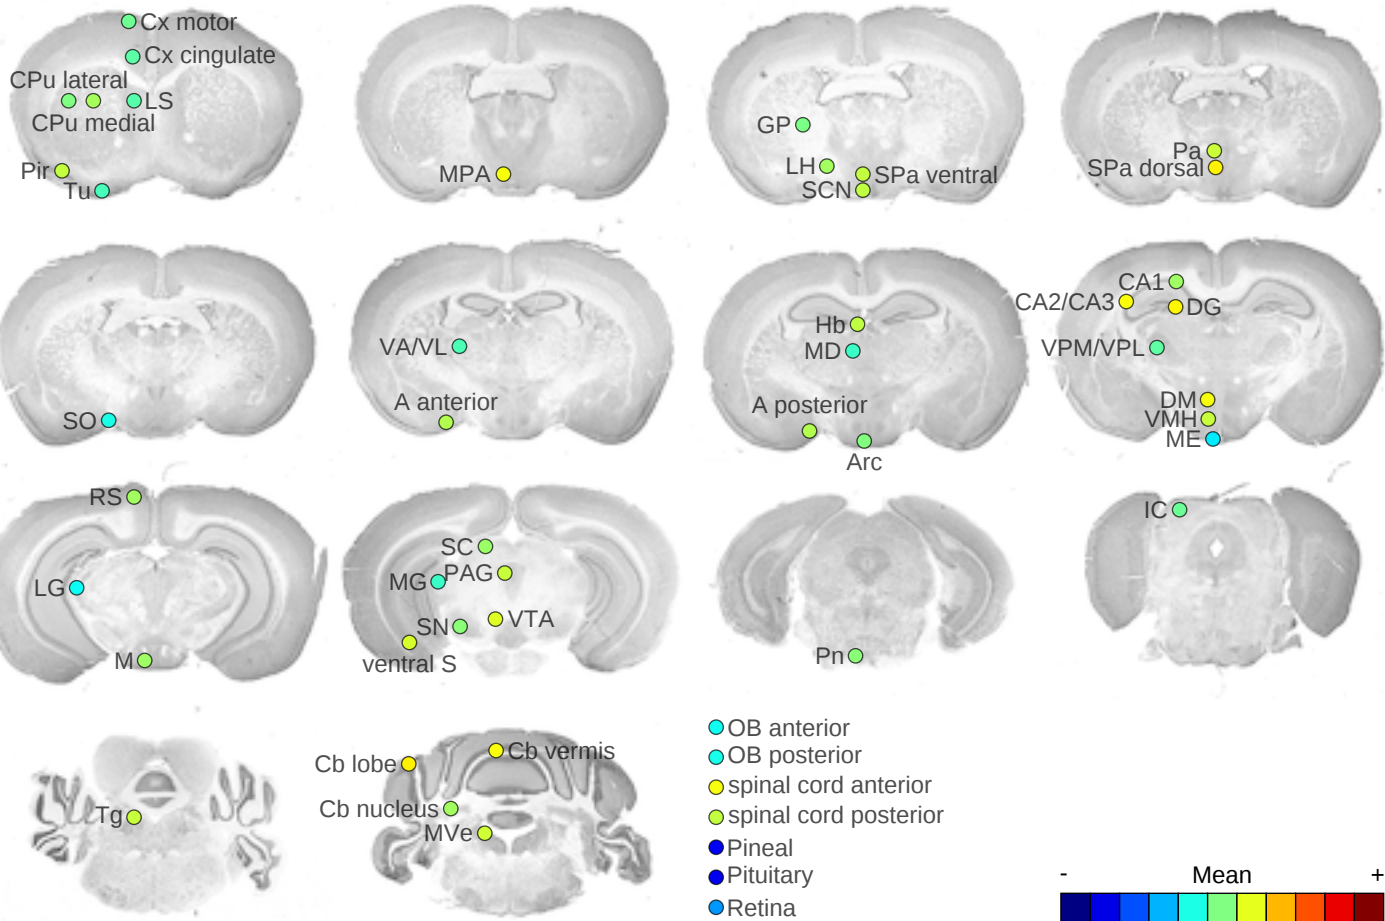 Cx motor
Cx cingulate
CPu lateral
LS
CPu medial
Pir
Tu
MPA
GP
LH
SPa ventral
SCN
Pa
SPa dorsal
SO
VA/VL
A anterior
Hb
MD
A posterior
Arc
CA1
CA2/CA3
DG
VPM/VPL
DM
VMH
ME
RS
LG
M
SC
MG
PAG
SN
VTA
ventral S
Pn
IC
Tg
Cb lobe
Cb vermis
Cb nucleus
MVe
OB anterior
OB posterior
spinal cord anterior
spinal cord posterior
Pineal
Pituitary
Retina
- Mean +